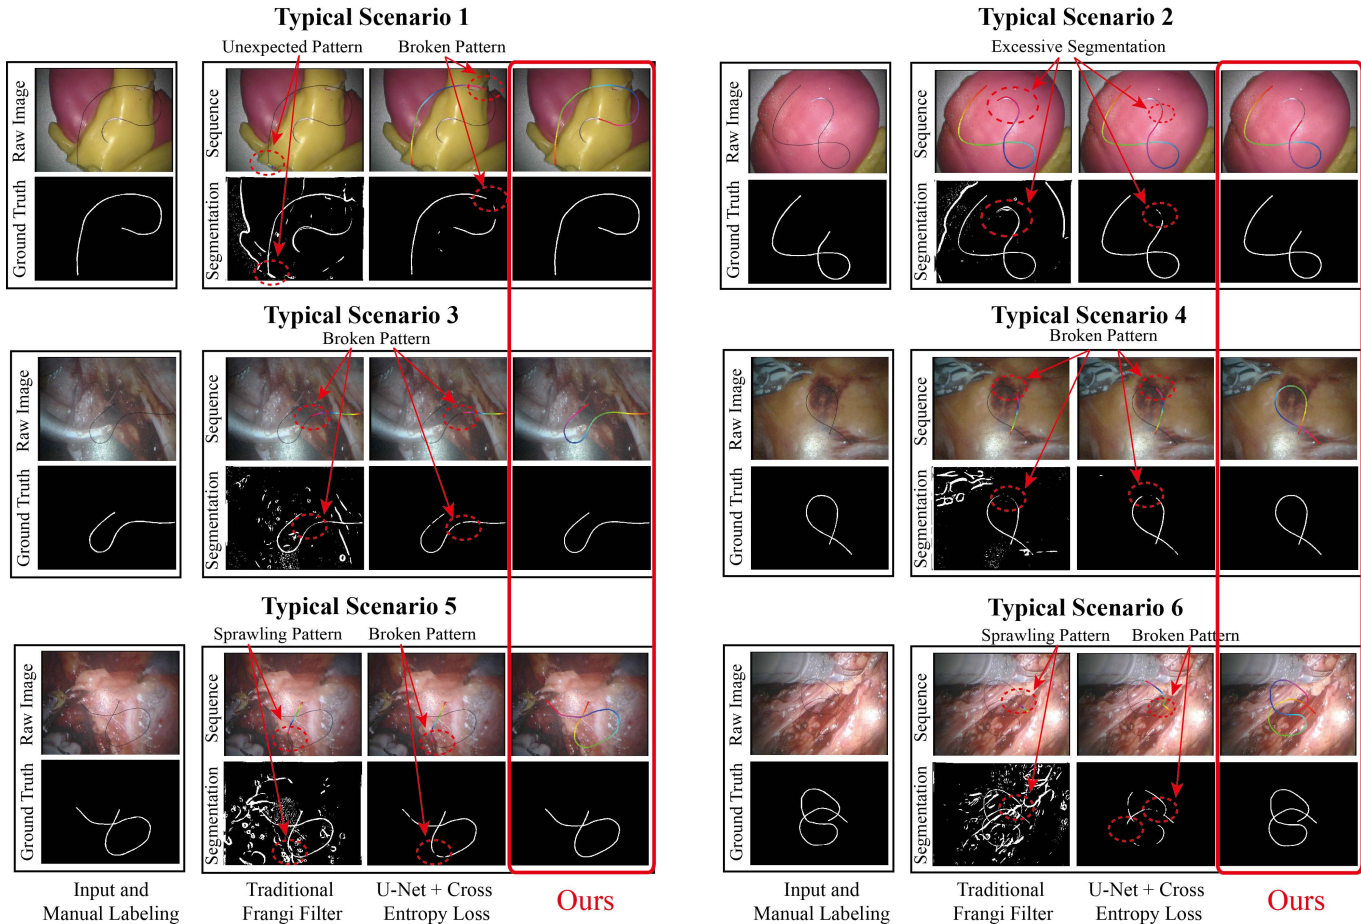 Typical Scenario 1
Unexpected Pattern
Broken Pattern
Raw Image
Ground Truth
Sequence
Segmentation
Typical Scenario 2
Excessive Segmentation
Raw Image
Ground Truth
Sequence
Segmentation
Typical Scenario 3
Broken Pattern
Raw Image
Ground Truth
Sequence
Segmentation
Typical Scenario 4
Broken Pattern
Raw Image
Ground Truth
Sequence
Segmentation
Typical Scenario 5
Sprawling Pattern
Broken Pattern
Raw Image
Ground Truth
Sequence
Segmentation
Typical Scenario 6
Sprawling Pattern
Broken Pattern
Raw Image
Ground Truth
Sequence
Segmentation
Input and
Manual Labeling
Traditional
Frangi Filter
U-Net + Cross
Entropy Loss
Ours
Input and
Manual Labeling
Traditional
Frangi Filter
U-Net + Cross
Entropy Loss
Ours